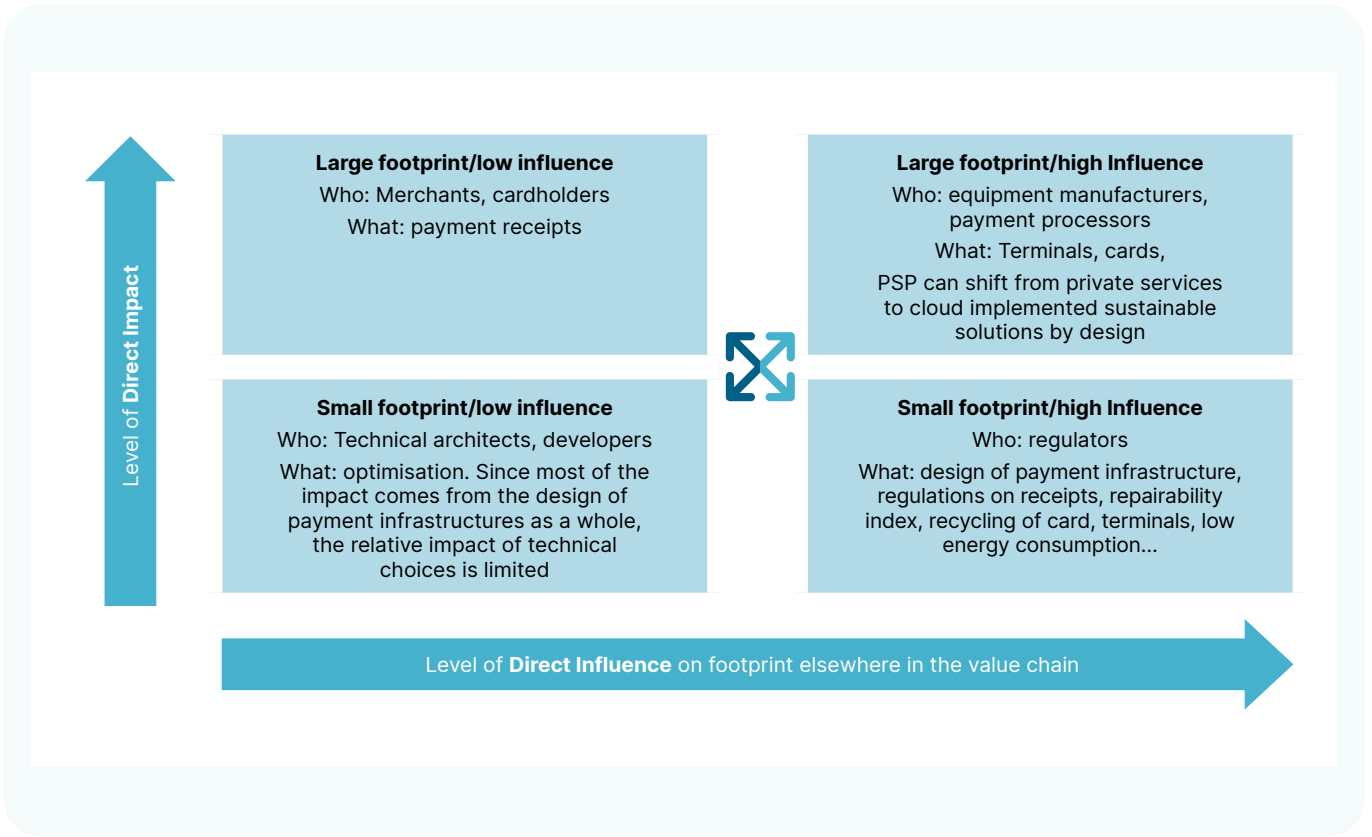 Level of Direct Impact
Large footprint/low influence
Who: Merchants, cardholders
What: payment receipts
Large footprint/high Influence
Who: equipment manufacturers,
payment processors
What: Terminals, cards,
PSP can shift from private services
to cloud implemented sustainable
solutions by design
Small footprint/low influence
Who: Technical architects, developers
What: optimisation. Since most of the
impact comes from the design of
payment infrastructures as a whole,
the relative impact of technical
choices is limited
Small footprint/high Influence
Who: regulators
What: design of payment infrastructure,
regulations on receipts, repairability
index, recycling of card, terminals, low
energy consumption...
Level of Direct Influence on footprint elsewhere in the value chain